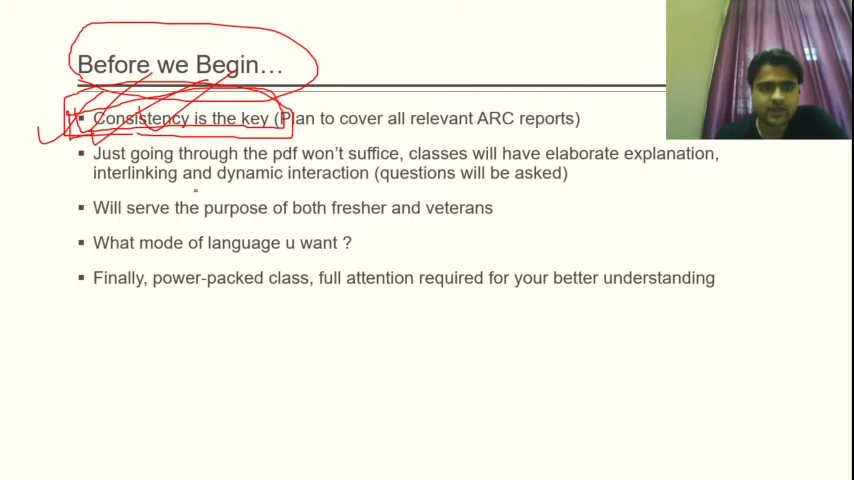 Before we Begin…
▪ Consistency is the key (Plan to cover all relevant ARC reports)
▪ Just going through the pdf won't suffice, classes will have elaborate explanation,
interlinking and dynamic interaction (questions will be asked)
▪ Will serve the purpose of both fresher and veterans
▪ What mode of language u want ?
▪ Finally, power-packed class, full attention required for your better understanding